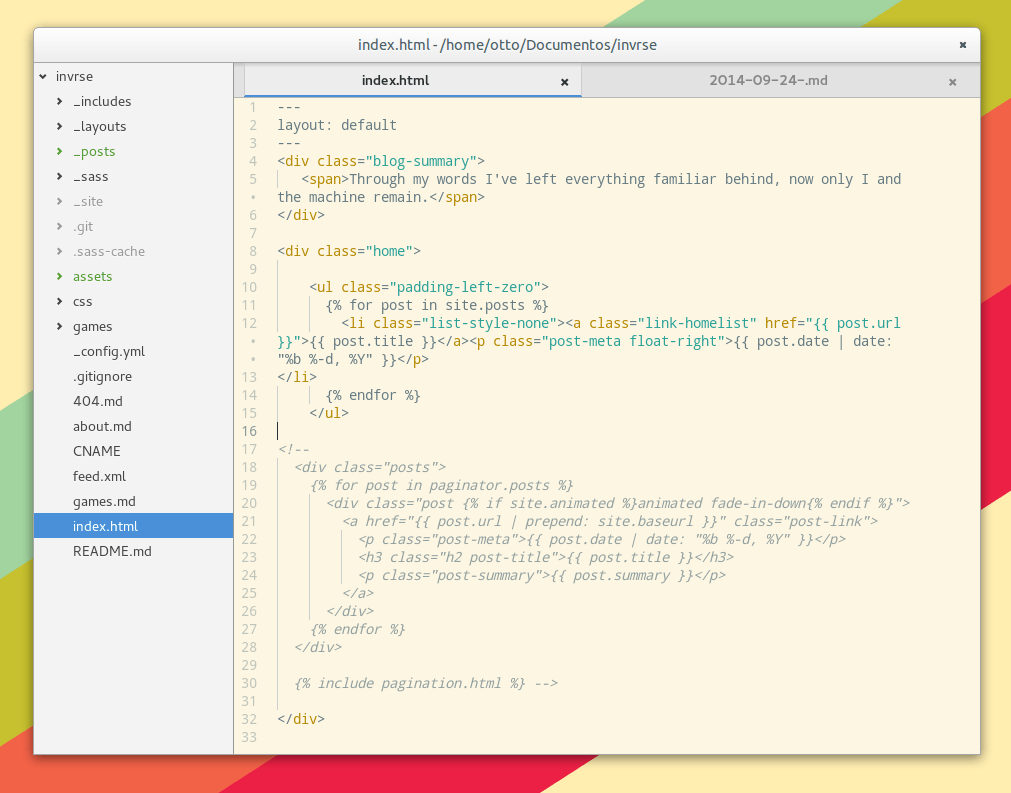 index.html - /home/otto/Documentos/invrse
invrse
_includes
_layouts
_posts
_sass
_site
.git
.sass-cache
assets
css
games
_config.yml
.gitignore
404.md
about.md
CNAME
feed.xml
games.md
index.html
README.md
index.html
2014-09-24-.md
1 ---
2 layout: default
3 ---
4 <div class="blog-summary">
5 <span>Through my words I've left everything familiar behind, now only I and
• the machine remain.</span>
6 </div>
7
8 <div class="home">
9
10 <ul class="padding-left-zero">
11 {% for post in site.posts %}
12 <li class="list-style-none"><a class="link-homelist" href="{{ post.url
• }}">{{ post.title }}</a><p class="post-meta float-right">{{ post.date | date:
• "%b %-d, %Y" }}</p>
13 </li>
14 {% endfor %}
15 </ul>
16
17 <!--
18 <div class="posts">
19 {% for post in paginator.posts %}
20 <div class="post {% if site.animated %}animated fade-in-down{% endif %}">
21 <a href="{{ post.url | prepend: site.baseurl }}" class="post-link">
22 <p class="post-meta">{{ post.date | date: "%b %-d, %Y" }}</p>
23 <h3 class="h2 post-title">{{ post.title }}</h3>
24 <p class="post-summary">{{ post.summary }}</p>
25 </a>
26 </div>
27 {% endfor %}
28 </div>
29
30 {% include pagination.html %} -->
31
32 </div>
33